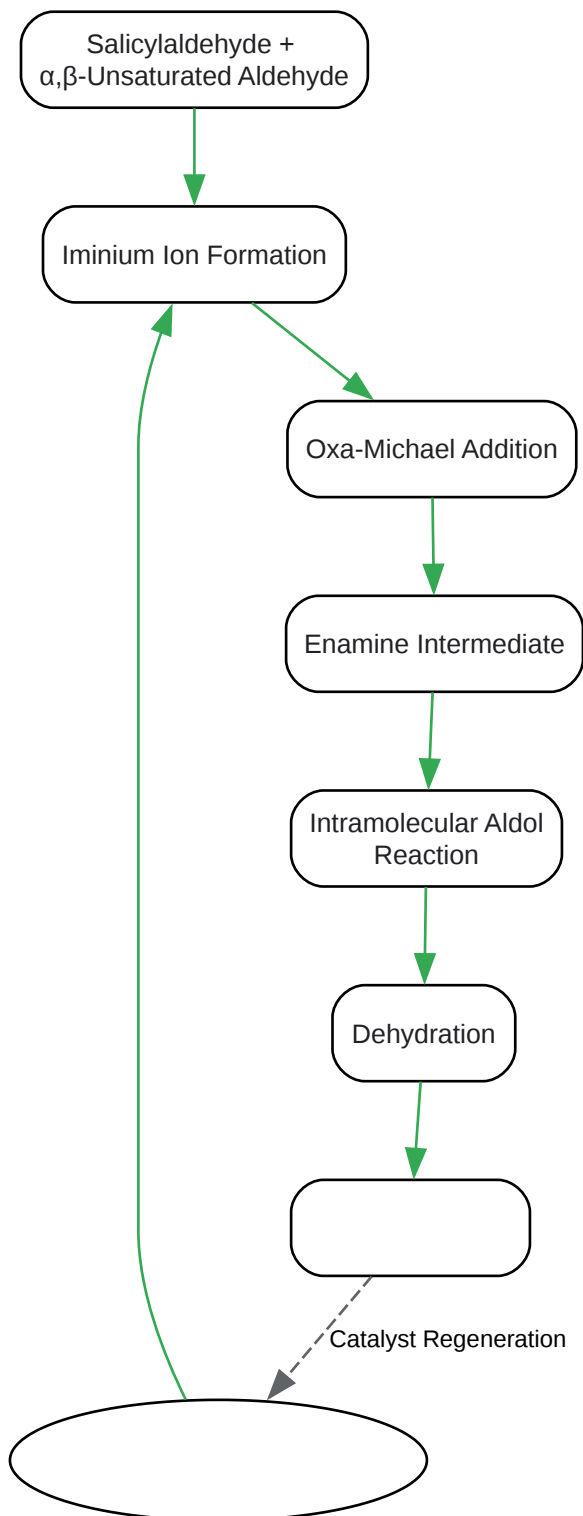 Salicylaldehyde +
α,β-Unsaturated Aldehyde
Iminium Ion Formation
Oxa-Michael Addition
Enamine Intermediate
Intramolecular Aldol
Reaction
Dehydration
Catalyst Regeneration